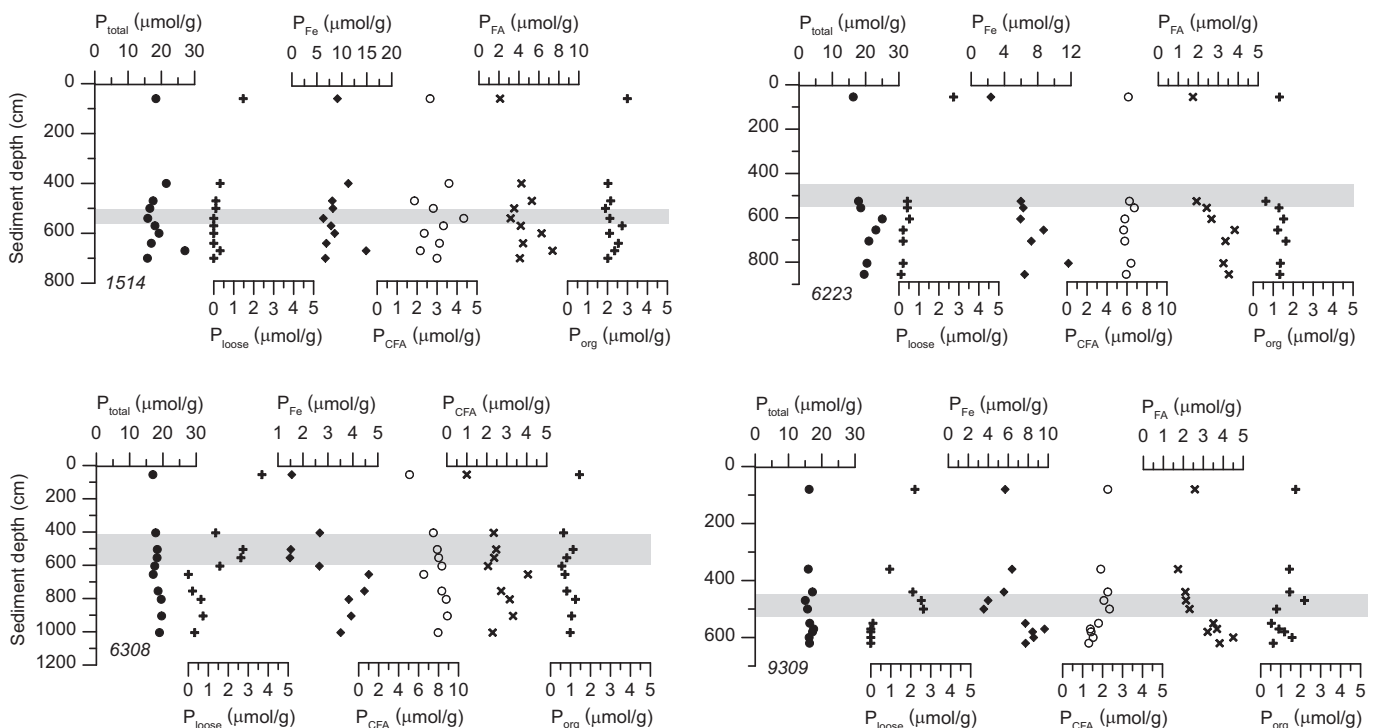 P_total (μmol/g) P_Fe (μmol/g) P_FA (μmol/g)
0 10 20 30 0 5 10 15 20 0 2 4 6 8 10
Sediment depth (cm)
0
200
400
600
800
1514
0 1 2 3 4 5 0 1 2 3 4 5 0 1 2 3 4 5
P_loose (μmol/g) P_CFA (μmol/g) P_org (μmol/g)
P_total (μmol/g) P_Fe (μmol/g) P_FA (μmol/g)
0 10 20 30 0 4 8 12 0 1 2 3 4 5
0
200
400
600
800
6223
0 1 2 3 4 5 0 2 4 6 8 10 0 1 2 3 4 5
P_loose (μmol/g) P_CFA (μmol/g) P_org (μmol/g)
P_total (μmol/g) P_Fe (μmol/g) P_CFA (μmol/g)
0 10 20 30 1 2 3 4 5 0 1 2 3 4 5
Sediment depth (cm)
0
200
400
600
800
1000
1200
6308
0 1 2 3 4 5 0 2 4 6 8 10 0 1 2 3 4 5
P_loose (μmol/g) P_CFA (μmol/g) P_org (μmol/g)
P_total (μmol/g) P_Fe (μmol/g) P_FA (μmol/g)
0 10 20 30 0 2 4 6 8 10 0 1 2 3 4 5
0
200
400
600
9309
0 1 2 3 4 5 0 1 2 3 4 5 0 1 2 3 4 5
P_loose (μmol/g) P_CFA (μmol/g) P_org (μmol/g)